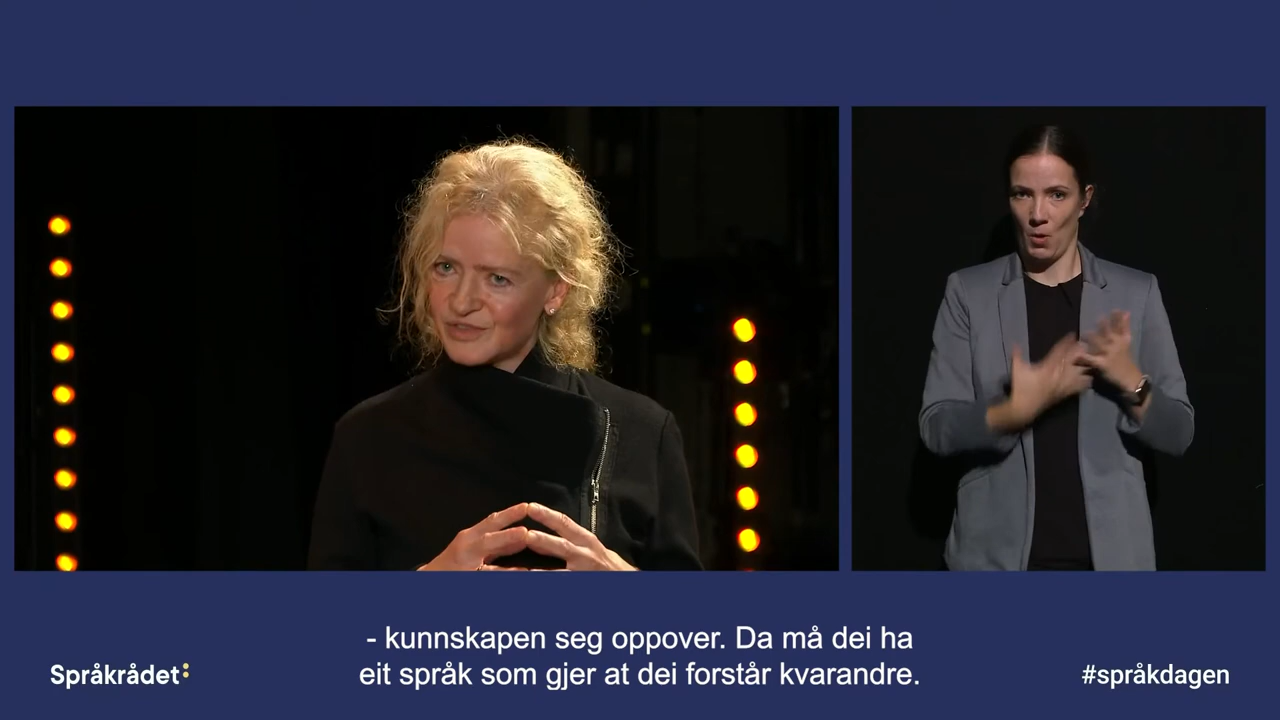 - kunnskapen seg oppover. Da må dei ha
eit språk som gjer at dei forstår kvarandre.
Språkrådet:
#språkdagen